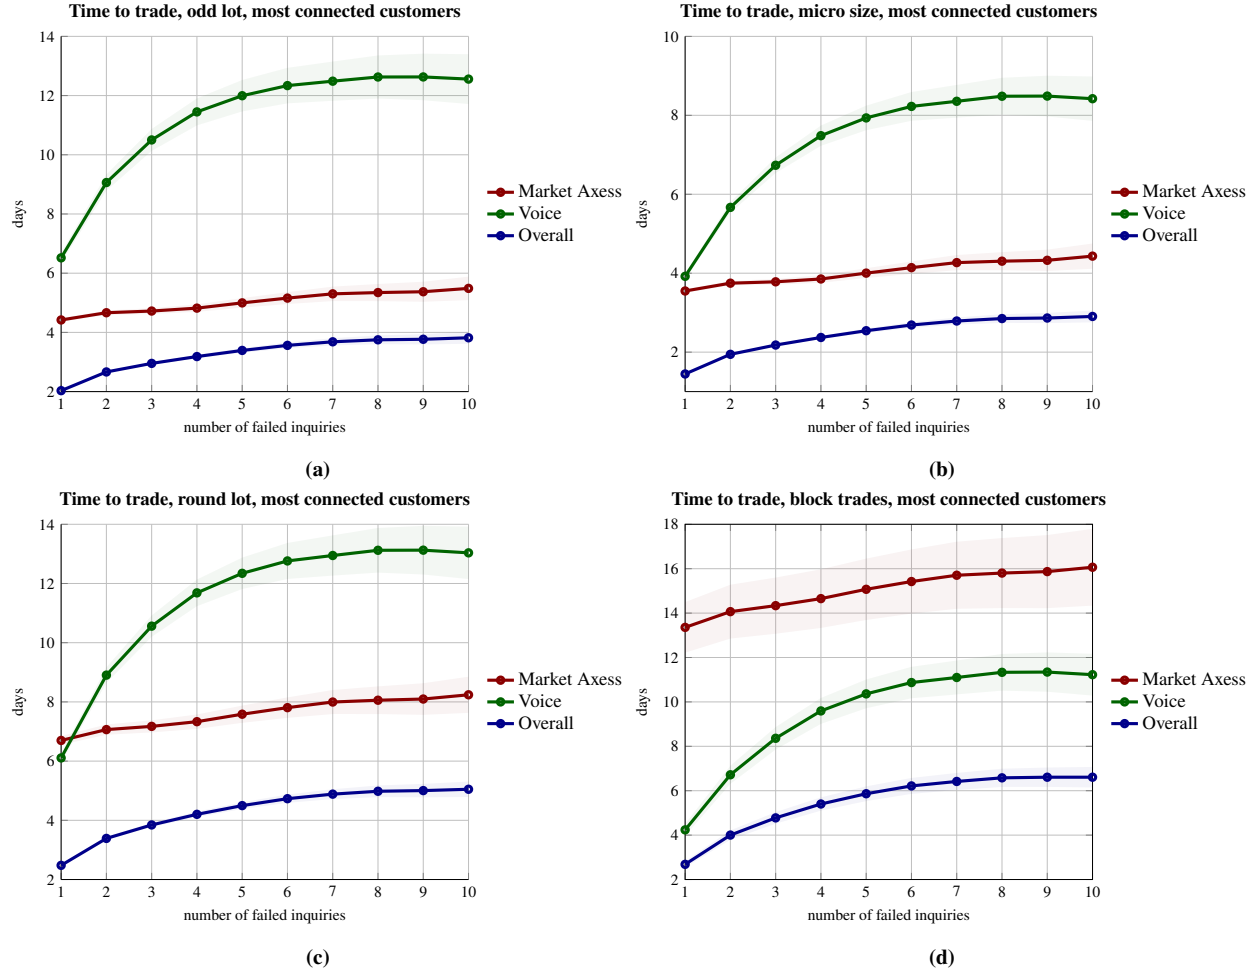 Time to trade, odd lot, most connected customers
14
12
10
8
6
4
2
days
1 2 3 4 5 6 7 8 9 10
number of failed inquiries
Market Axess
Voice
Overall
(a)
Time to trade, micro size, most connected customers
10
8
6
4
2
days
1 2 3 4 5 6 7 8 9 10
number of failed inquiries
Market Axess
Voice
Overall
(b)
Time to trade, round lot, most connected customers
14
12
10
8
6
4
2
days
1 2 3 4 5 6 7 8 9 10
number of failed inquiries
Market Axess
Voice
Overall
(c)
Time to trade, block trades, most connected customers
18
16
14
12
10
8
6
4
2
days
1 2 3 4 5 6 7 8 9 10
number of failed inquiries
Market Axess
Voice
Overall
(d)